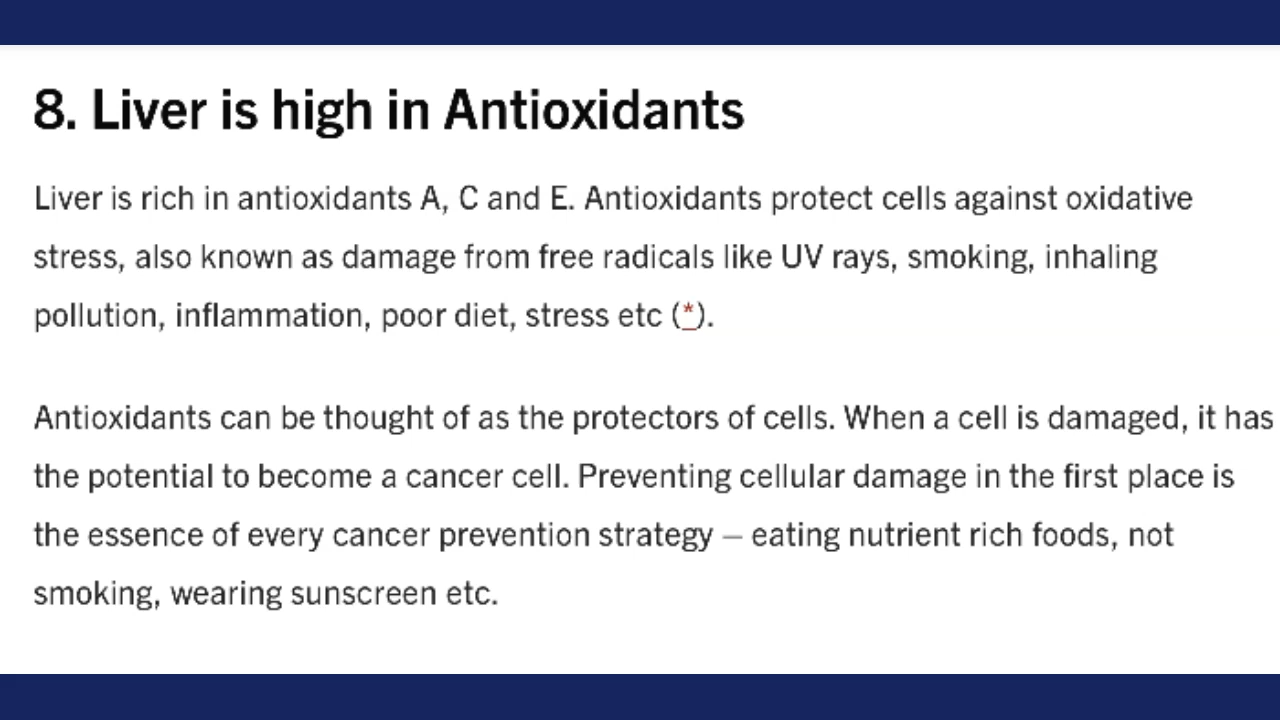 8. Liver is high in Antioxidants
Liver is rich in antioxidants A, C and E. Antioxidants protect cells against oxidative
stress, also known as damage from free radicals like UV rays, smoking, inhaling
pollution, inflammation, poor diet, stress etc (*).
Antioxidants can be thought of as the protectors of cells. When a cell is damaged, it has
the potential to become a cancer cell. Preventing cellular damage in the first place is
the essence of every cancer prevention strategy – eating nutrient rich foods, not
smoking, wearing sunscreen etc.